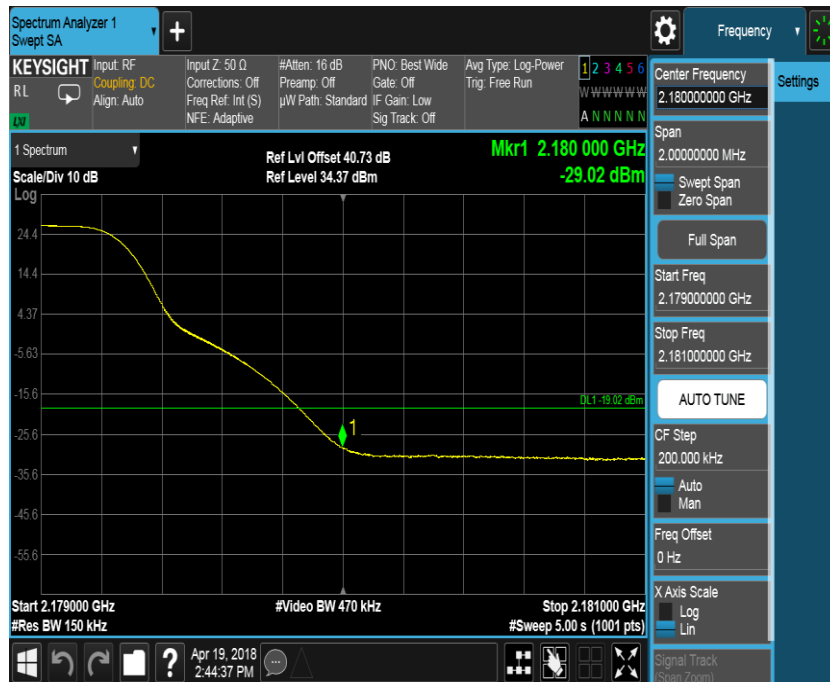 Spectrum Analyzer 1
Swept SA
+
Frequency
KEYSIGHT
RL
LXI
Input: RF
Coupling: DC
Align: Auto
Input Z: 50 Ω
Corrections: Off
Freq Ref: Int (S)
NFE: Adaptive
#Atten: 16 dB
Preamp: Off
µW Path: Standard
PNO: Best Wide
Gate: Off
IF Gain: Low
Sig Track: Off
Avg Type: Log-Power
Trig: Free Run
1 2 3 4 5 6
W W W W W W
A N N N N N
Center Frequency
2.180000000 GHz
Settings
Span
2.00000000 MHz
Swept Span
Zero Span
Full Span
Start Freq
2.179000000 GHz
Stop Freq
2.181000000 GHz
AUTO TUNE
CF Step
200.000 kHz
Auto
Man
Freq Offset
0 Hz
X Axis Scale
Log
Lin
Signal Track
(Span Zoom)
1 Spectrum
Scale/Div 10 dB
Log
Ref Lvl Offset 40.73 dB
Ref Level 34.37 dBm
Mkr1 2.180 000 GHz
-29.02 dBm
24.4
14.4
4.37
-5.63
-15.6
DL1 -19.02 dBm
1
-25.6
-35.6
-45.6
-55.6
Start 2.179000 GHz
#Res BW 150 kHz
#Video BW 470 kHz
Stop 2.181000 GHz
#Sweep 5.00 s (1001 pts)
?
Apr 19, 2018
2:44:37 PM